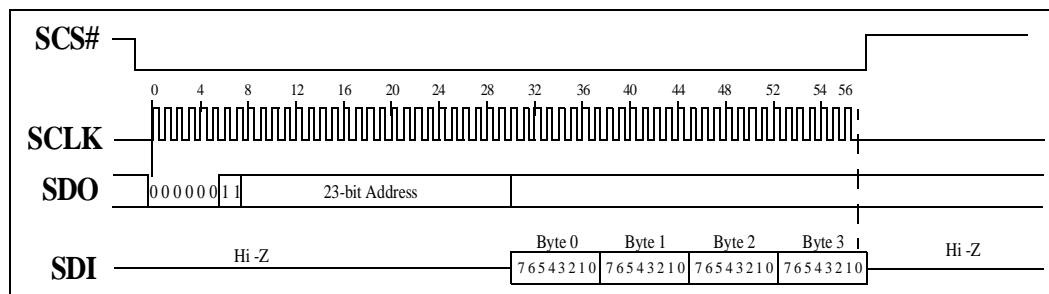 SCS#
0 4 8 12 16 20 24 28 32 36 40 44 48 52 54 56
SCLK
SDO 0 0 0 0 0 0 1 1 23-bit Address
Hi -Z Byte 0 Byte 1 Byte 2 Byte 3 Hi -Z
SDI 7 6 5 4 3 2 1 0 7 6 5 4 3 2 1 0 7 6 5 4 3 2 1 0 7 6 5 4 3 2 1 0